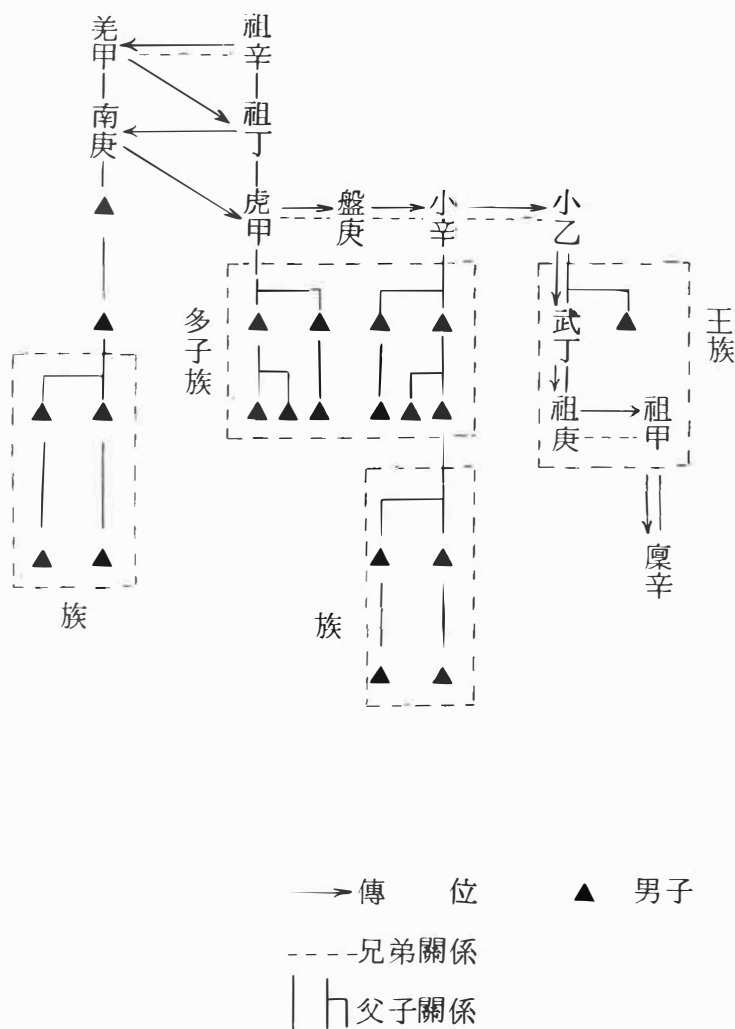 羌甲
祖辛
南庚
祖丁
虎甲
盤庚
小辛
小乙
多子族
武丁
王族
祖庚
祖甲
廩辛
族
族
傳位
男子
兄弟關係
父子關係